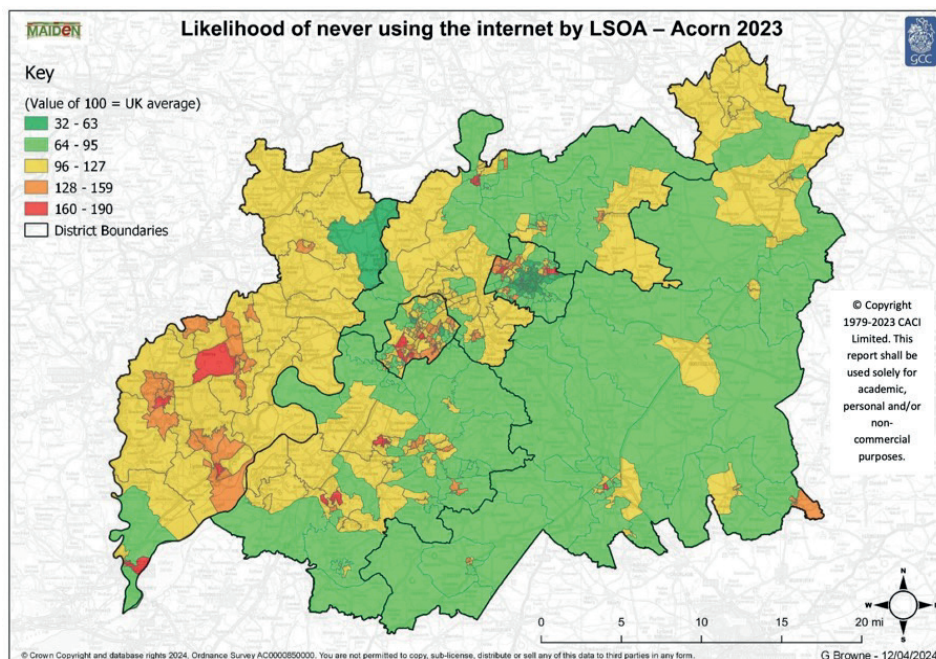 MAIDEN
Likelihood of never using the internet by LSOA – Acorn 2023
GCC
Key
(Value of 100 = UK average)
32 - 63
64 - 95
96 - 127
128 - 159
160 - 190
District Boundaries
© Copyright
1979-2023 CACI
Limited. This
report shall be
used solely for
academic,
personal and/or
non-
commercial
purposes.
N
W E
S
0 5 10 15 20 mi
© Crown Copyright and database rights 2024, Ordnance Survey AC0000850000. You are not permitted to copy, sub-license, distribute or sell any of this data to third parties in any form.
G Browne - 12/04/2024